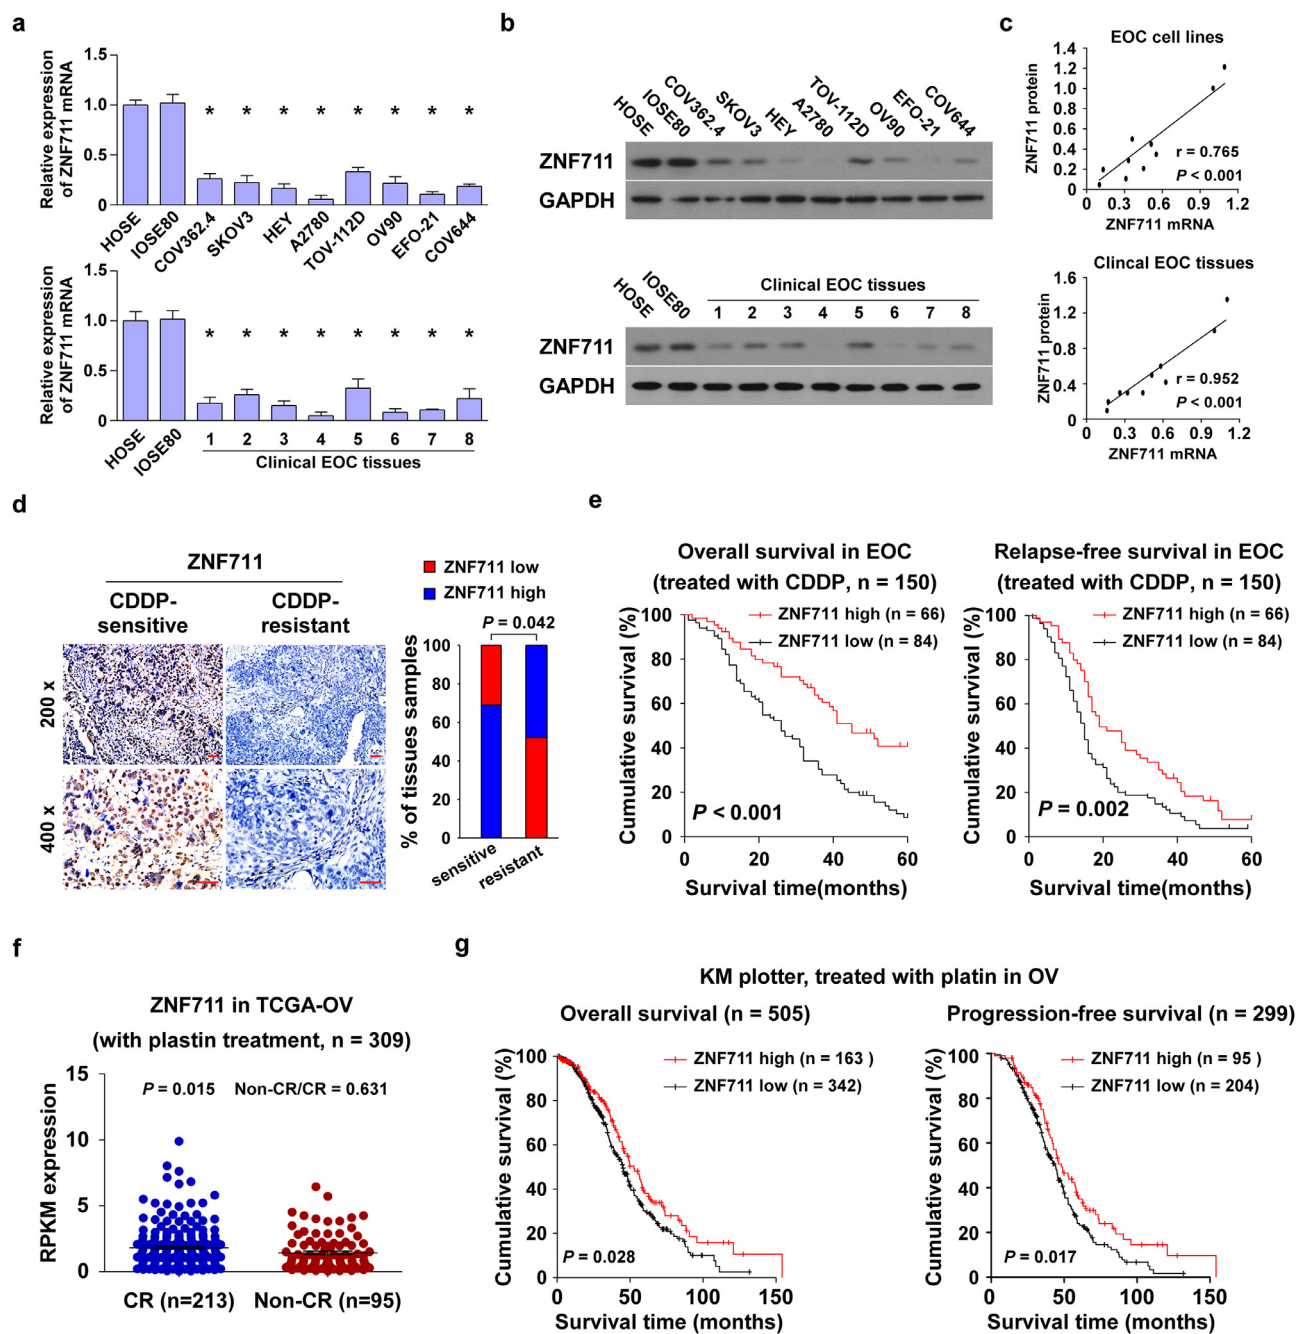 a
Relative expression
of ZNF711 mRNA
1.5
1.0
0.5
0
* * * * * * * *
HOSE
IOSE80
COV362.4
SKOV3
HEY
A2780
TOV-112D
OV90
EFO-21
COV644
Relative expression
of ZNF711 mRNA
1.5
1.0
0.5
0
* * * * * * * *
HOSE
IOSE80
1 2 3 4 5 6 7 8
Clinical EOC tissues
b
HOSE
IOSE80
COV362.4
SKOV3
HEY
A2780
TOV-112D
OV90
EFO-21
COV644
ZNF711
GAPDH
HOSE
IOSE80
Clinical EOC tissues
1 2 3 4 5 6 7 8
ZNF711
GAPDH
c
EOC cell lines
ZNF711 protein
1.4
1.2
1.0
0.8
0.6
0.4
0.2
0
r = 0.765
P < 0.001
0 0.3 0.6 0.9 1.2
ZNF711 mRNA
Clincal EOC tissues
ZNF711 protein
1.6
1.2
0.8
0.4
0
r = 0.952
P < 0.001
0 0.3 0.6 0.9 1.2
ZNF711 mRNA
d
ZNF711
CDDP-
sensitive
CDDP-
resistant
200 x
400 x
ZNF711 low
ZNF711 high
P = 0.042
% of tissues samples
100
80
60
40
20
0
sensitive
resistant
e
Overall survival in EOC
(treated with CDDP, n = 150)
ZNF711 high (n = 66)
ZNF711 low (n = 84)
Cumulative survival (%)
100
80
60
40
20
0
P < 0.001
0 20 40 60
Survival time(months)
Relapse-free survival in EOC
(treated with CDDP, n = 150)
ZNF711 high (n = 66)
ZNF711 low (n = 84)
Cumulative survival (%)
100
80
60
40
20
0
P = 0.002
0 20 40 60
Survival time(months)
f
ZNF711 in TCGA-OV
(with plastin treatment, n = 309)
RPKM expression
15
10
5
0
P = 0.015 Non-CR/CR = 0.631
CR (n=213) Non-CR (n=95)
g
KM plotter, treated with platin in OV
Overall survival (n = 505)
ZNF711 high (n = 163 )
ZNF711 low (n = 342)
Cumulative survival (%)
100
80
60
40
20
0
P = 0.028
0 50 100 150
Survival time (months)
Progression-free survival (n = 299)
ZNF711 high (n = 95 )
ZNF711 low (n = 204)
Cumulative survival (%)
100
80
60
40
20
0
P = 0.017
0 50 100 150
Survival time (months)